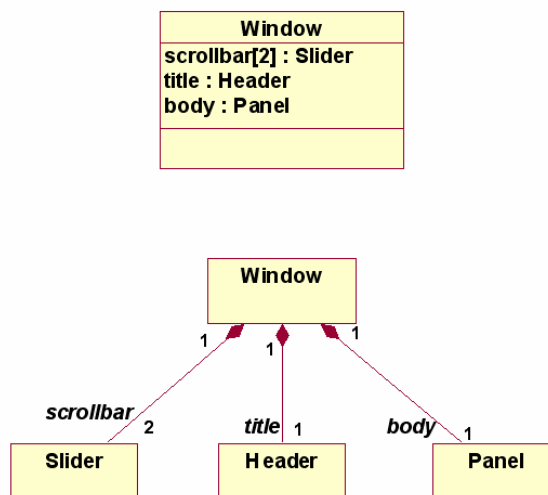 Window
scrollbar[2] : Slider
title : Header
body : Panel
Window
1
1
1
scrollbar
2
title
1
body
1
Slider
Header
Panel